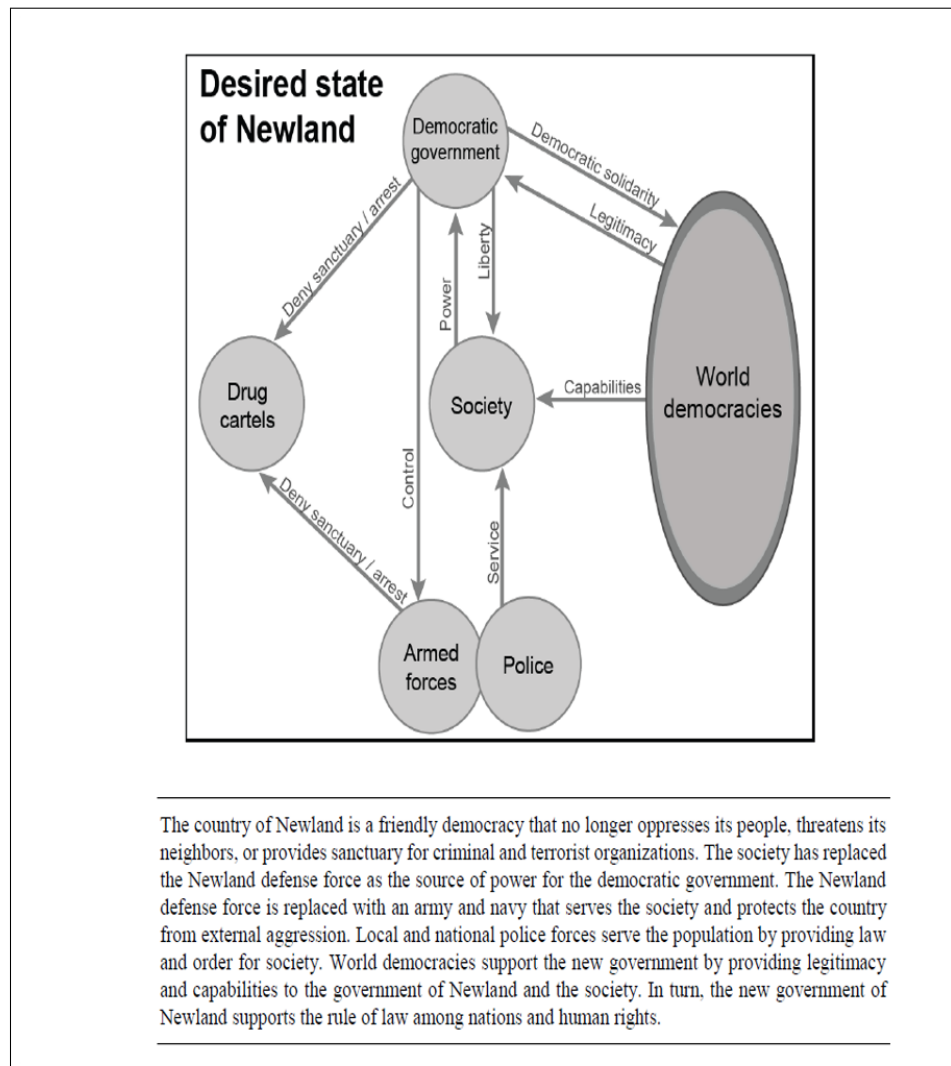 Desired state
of Newland
Democratic
government
Democratic solidarity
Legitimacy
Deny sanctuary / arrest
Power
Liberty
Drug
cartels
Society
Capabilities
World
democracies
Control
Deny sanctuary / arrest
Service
Armed
forces
Police
The country of Newland is a friendly democracy that no longer oppresses its people, threatens its
neighbors, or provides sanctuary for criminal and terrorist organizations. The society has replaced
the Newland defense force as the source of power for the democratic government. The Newland
defense force is replaced with an army and navy that serves the society and protects the country
from external aggression. Local and national police forces serve the population by providing law
and order for society. World democracies support the new government by providing legitimacy
and capabilities to the government of Newland and the society. In turn, the new government of
Newland supports the rule of law among nations and human rights.